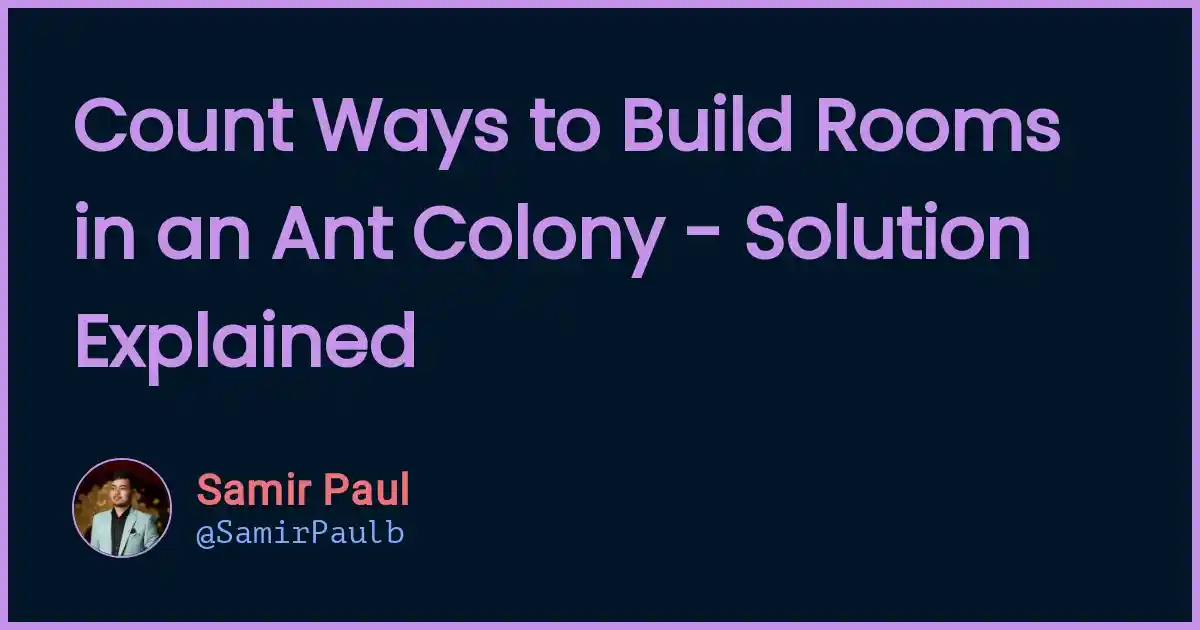 Count Ways to Build Rooms
in an Ant Colony - Solution
Explained
Samir Paul
@SamirPaulb